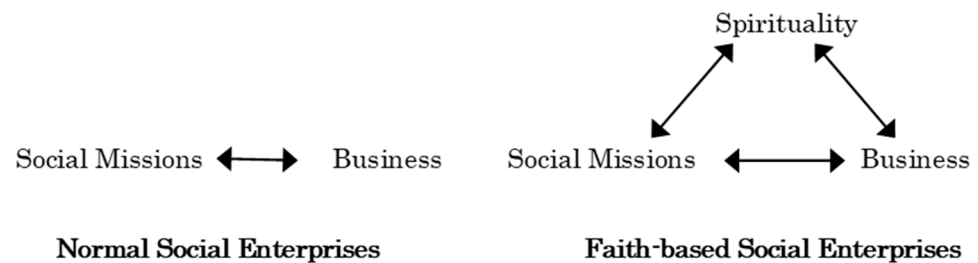 Spirituality
Social Missions Business
Social Missions Business
Normal Social Enterprises
Faith-based Social Enterprises